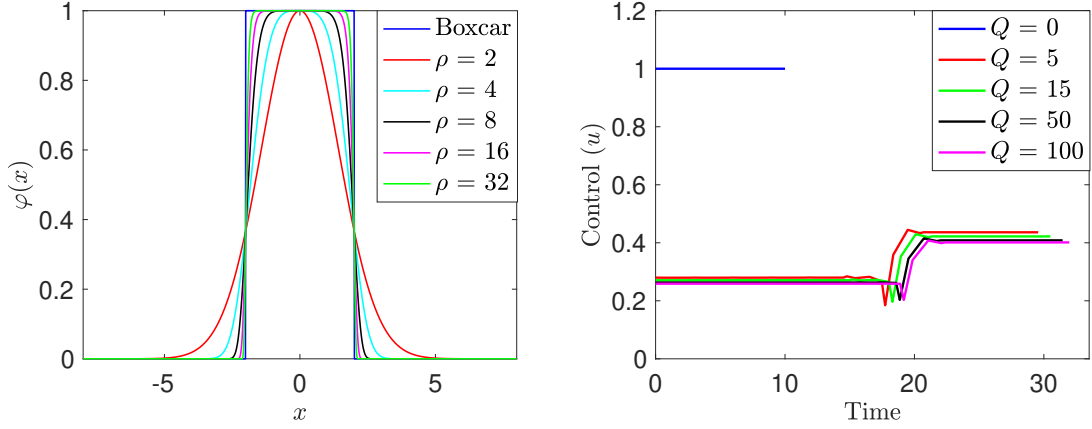 1
0.8
0.6
0.4
0.2
0
-5
0
5
φ(x)
x
Boxcar
ρ = 2
ρ = 4
ρ = 8
ρ = 16
ρ = 32
1.2
1
0.8
0.6
0.4
0.2
0
0
10
20
30
Control (u)
Time
Q = 0
Q = 5
Q = 15
Q = 50
Q = 100